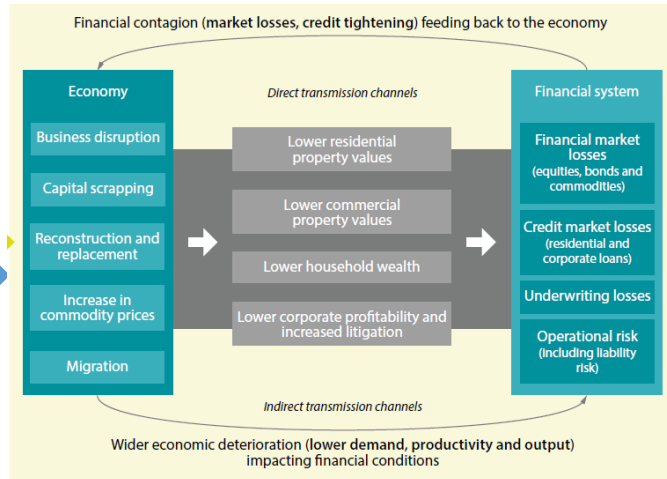 Financial contagion (market losses, credit tightening) feeding back to the economy
Economy
Business disruption
Capital scrapping
Reconstruction and
replacement
Increase in
commodity prices
Migration
Direct transmission channels
Lower residential
property values
Lower commercial
property values
Lower household wealth
Lower corporate profitability and
increased litigation
Indirect transmission channels
Financial system
Financial market
losses
(equities, bonds and
commodities)
Credit market losses
(residential and
corporate loans)
Underwriting losses
Operational risk
(including liability
risk)
Wider economic deterioration (lower demand, productivity and output)
impacting financial conditions